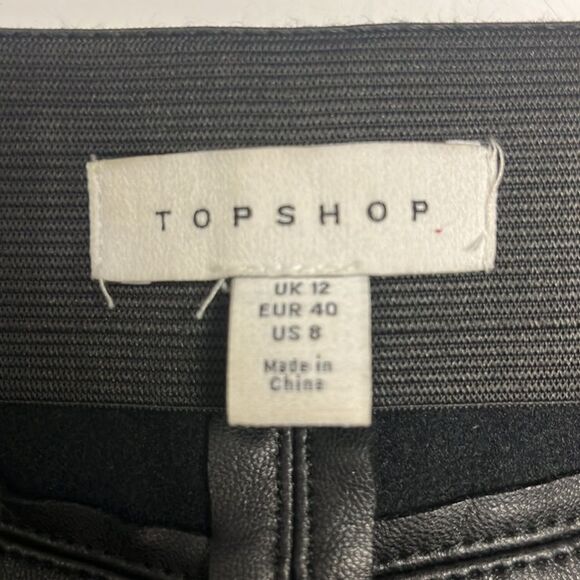 TOPSHOP
UK 12
EUR 40
US 8
Made in
China